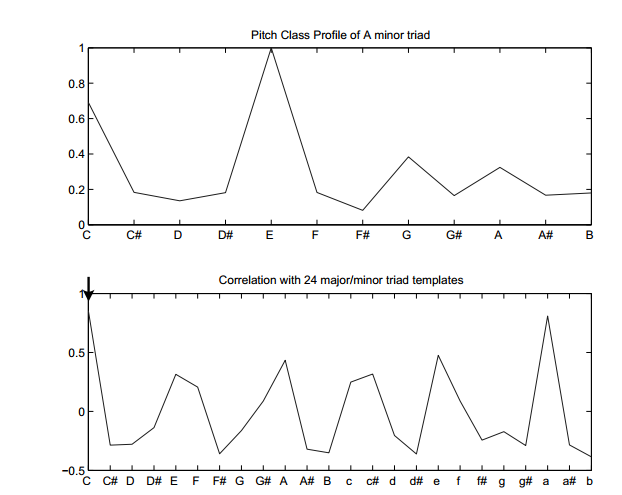 Pitch Class Profile of A minor triad
1
0.8
0.6
0.4
0.2
0
C C# D D# E F F# G G# A A# B
Correlation with 24 major/minor triad templates
1
0.5
0
−0.5
C C# D D# E F F# G G# A A# B c c# d d# e f f# g g# a a# b